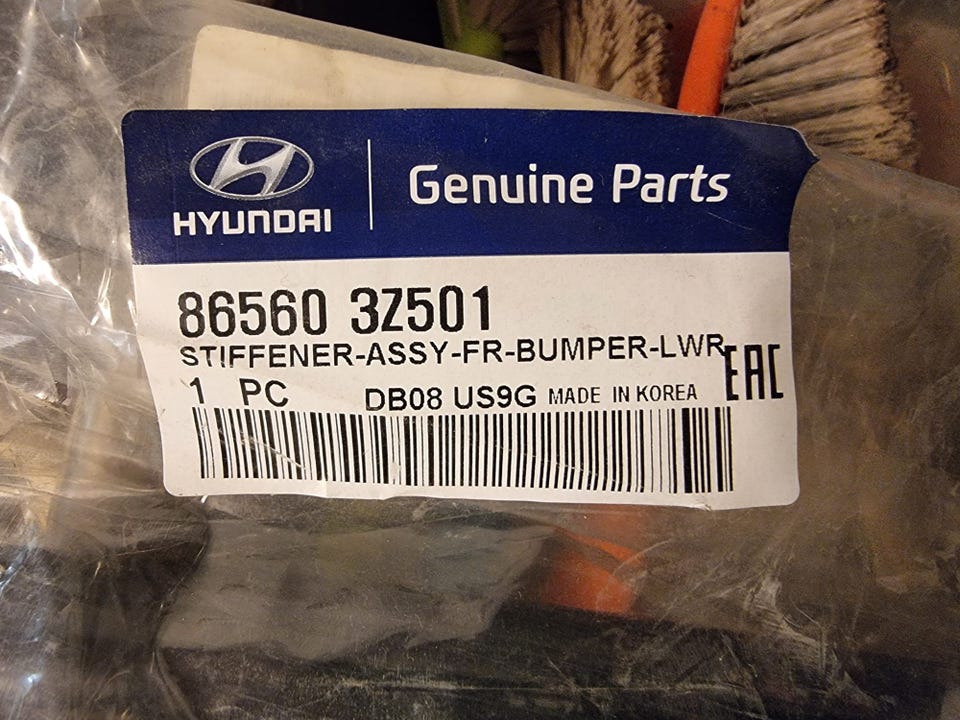 HYUNDAI
Genuine Parts
86560 3Z501
STIFFENER-ASSY-FR-BUMPER-LWR
EAC
1 PC DB08 US9G MADE IN KOREA